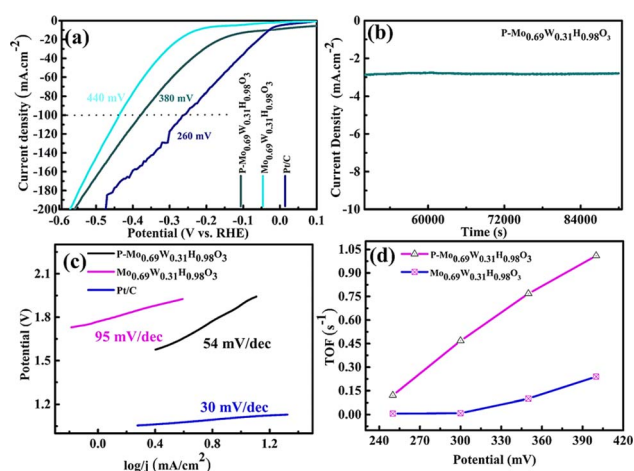 (a)
Current density (mA.cm-2)
0
-20
-40
-60
-80
-100
-120
-140
-160
-180
-200
440 mV
380 mV
260 mV
P-Mo0.69W0.31H0.98O3
Mo0.69W0.31H0.98O3
Pt/C
-0.6
-0.5
-0.4
-0.3
-0.2
-0.1
0.0
0.1
Potential (V vs. RHE)
(b)
P-Mo0.69W0.31H0.98O3
Current Density (mA.cm-2)
0
-2
-4
-6
-8
-10
60000
72000
84000
Time (s)
(c)
P-Mo0.69W0.31H0.98O3
Mo0.69W0.31H0.98O3
Pt/C
Potential (V)
2.1
1.8
1.5
1.2
95 mV/dec
54 mV/dec
30 mV/dec
0.0
0.4
0.8
1.2
log/j (mA/cm2)
(d)
P-Mo0.69W0.31H0.98O3
Mo0.69W0.31H0.98O3
TOF (s-1)
1.05
0.90
0.75
0.60
0.45
0.30
0.15
0.00
240
270
300
330
360
390
420
Potential (mV)